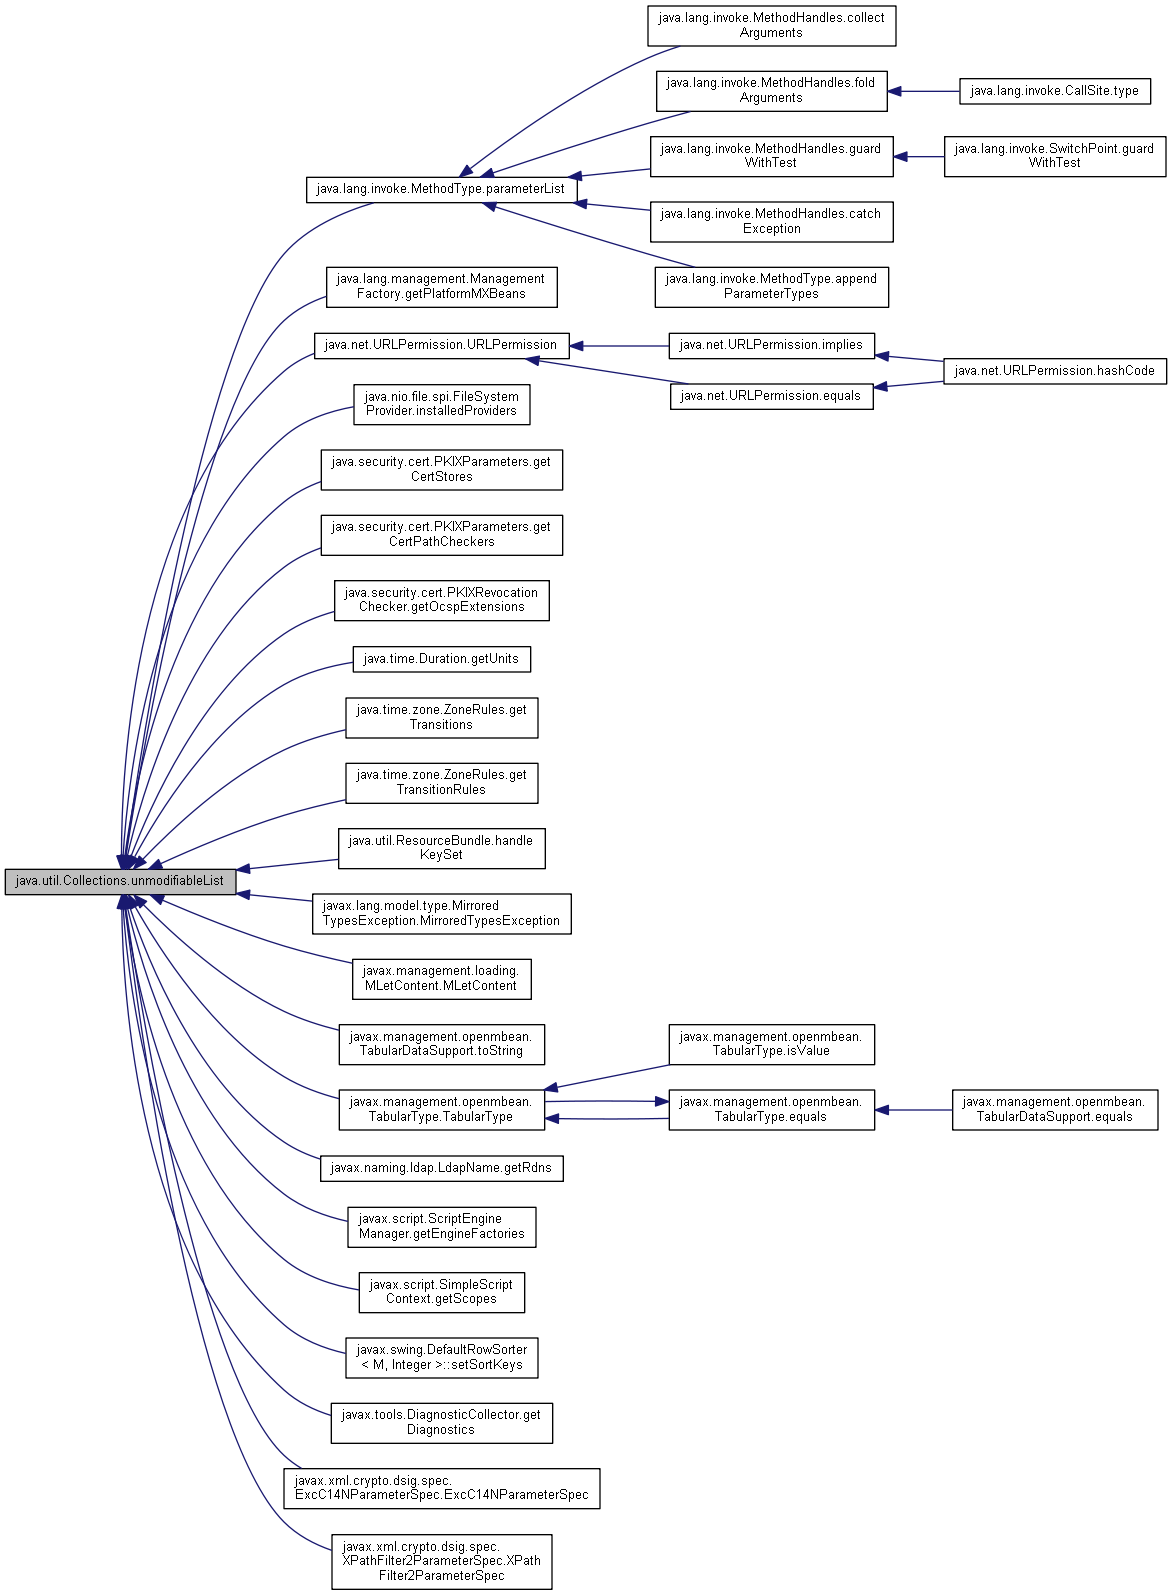 java.lang.invoke.MethodHandles.collect
Arguments
java.lang.invoke.MethodHandles.fold
Arguments
java.lang.invoke.CallSite.type
java.lang.invoke.MethodHandles.guard
WithTest
java.lang.invoke.SwitchPoint.guard
WithTest
java.lang.invoke.MethodType.parameterList
java.lang.invoke.MethodHandles.catch
Exception
java.lang.invoke.MethodType.append
ParameterTypes
java.lang.management.Management
Factory.getPlatformMXBeans
java.net.URLPermission.URLPermission
java.net.URLPermission.implies
java.net.URLPermission.hashCode
java.net.URLPermission.equals
java.nio.file.spi.FileSystem
Provider.installedProviders
java.security.cert.PKIXParameters.get
CertStores
java.security.cert.PKIXParameters.get
CertPathCheckers
java.security.cert.PKIXRevocation
Checker.getOcspExtensions
java.time.Duration.getUnits
java.time.zone.ZoneRules.get
Transitions
java.time.zone.ZoneRules.get
TransitionRules
java.util.ResourceBundle.handle
KeySet
java.util.Collections.unmodifiableList
javax.lang.model.type.Mirrored
TypesException.MirroredTypesException
javax.management.loading.
MLetContent.MLetContent
javax.management.openmbean.
TabularDataSupport.toString
javax.management.openmbean.
TabularType.isValue
javax.management.openmbean.
TabularType.TabularType
javax.management.openmbean.
TabularType.equals
javax.management.openmbean.
TabularDataSupport.equals
javax.naming.ldap.LdapName.getRdns
javax.script.ScriptEngine
Manager.getEngineFactories
javax.script.SimpleScript
Context.getScopes
javax.swing.DefaultRowSorter
< M, Integer >::setSortKeys
javax.tools.DiagnosticCollector.get
Diagnostics
javax.xml.crypto.dsig.spec.
ExcC14NParameterSpec.ExcC14NParameterSpec
javax.xml.crypto.dsig.spec.
XPathFilter2ParameterSpec.XPath
Filter2ParameterSpec